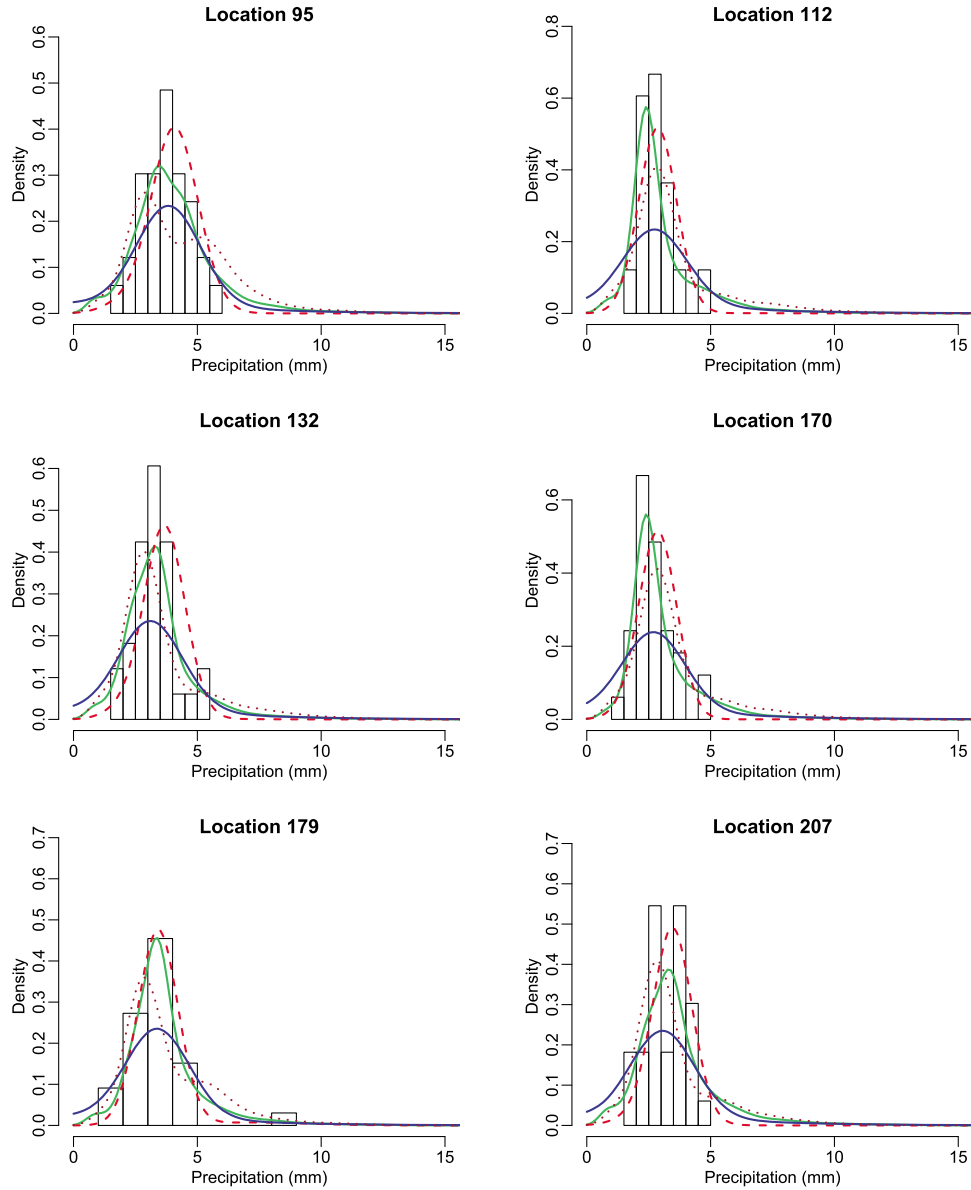 Location 95
Density
0.0 0.1 0.2 0.3 0.4 0.5 0.6
0 5 10 15
Precipitation (mm)
Location 112
Density
0.0 0.2 0.4 0.6 0.8
0 5 10 15
Precipitation (mm)
Location 132
Density
0.0 0.1 0.2 0.3 0.4 0.5 0.6
0 5 10 15
Precipitation (mm)
Location 170
Density
0.0 0.2 0.4 0.6
0 5 10 15
Precipitation (mm)
Location 179
Density
0.0 0.1 0.2 0.3 0.4 0.5 0.6 0.7
0 5 10 15
Precipitation (mm)
Location 207
Density
0.0 0.1 0.2 0.3 0.4 0.5 0.6 0.7
0 5 10 15
Precipitation (mm)